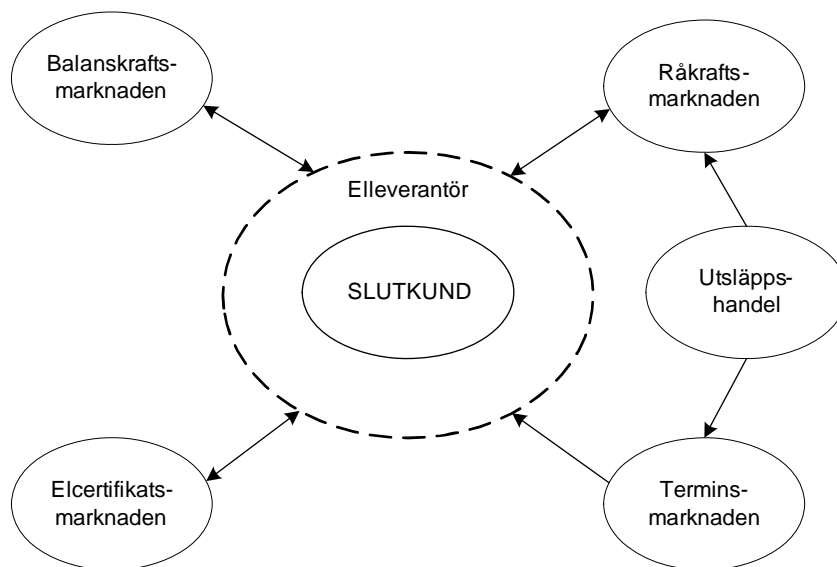 Balanskrafts-
marknaden
Råkrafts-
marknaden
Elleverantör
SLUTKUND
Utsläpps-
handel
Elcertifikats-
marknaden
Termins-
marknaden